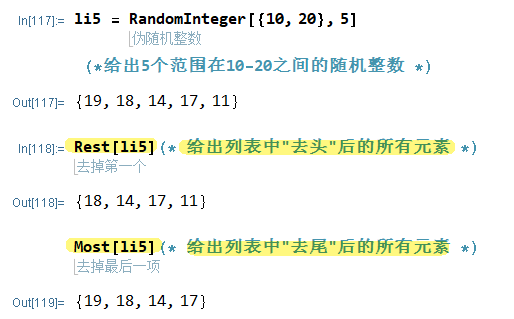 In[117]:= li5 = RandomInteger[{10, 20}, 5]
伪随机整数
(*给出5个范围在10-20之间的随机整数 *)
Out[117]= {19, 18, 14, 17, 11}
In[118]:= Rest[li5](* 给出列表中"去头"后的所有元素 *)
去掉第一个
Out[118]= {18, 14, 17, 11}
Most[li5](* 给出列表中"去尾"后的所有元素 *)
去掉最后一项
Out[119]= {19, 18, 14, 17}